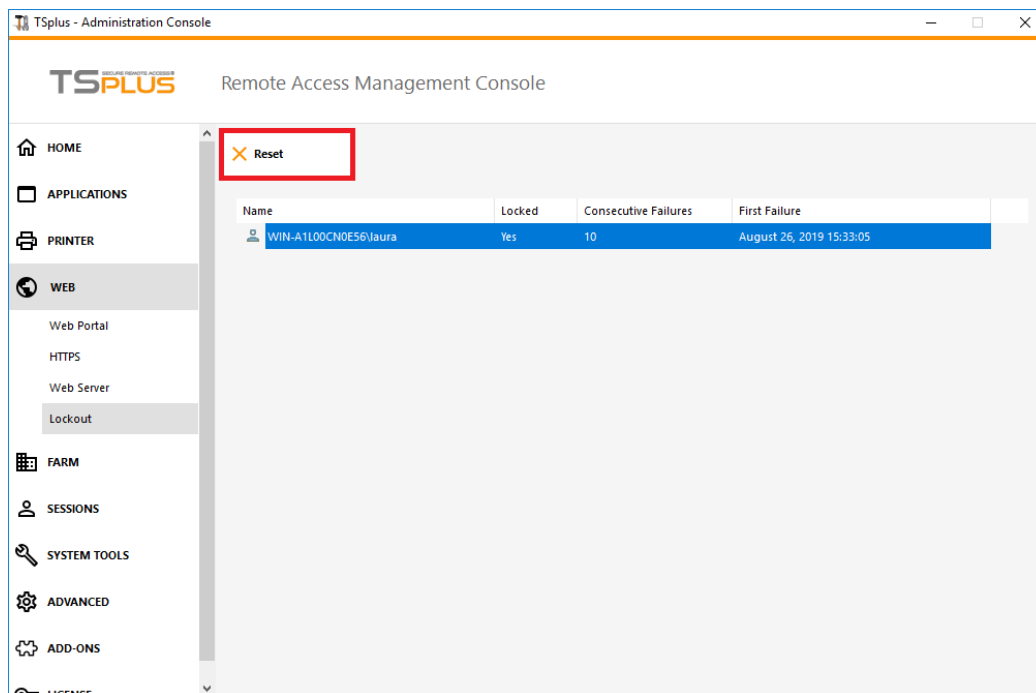 TSplus - Administration Console
TSPLUS SECURE REMOTE ACCESS
Remote Access Management Console
HOME
APPLICATIONS
PRINTER
WEB
Web Portal
HTTPS
Web Server
Lockout
FARM
SESSIONS
SYSTEM TOOLS
ADVANCED
ADD-ONS
LICENSE
Reset
Name Locked Consecutive Failures First Failure
WIN-A1L00CN0E56\laura Yes 10 August 26, 2019 15:33:05